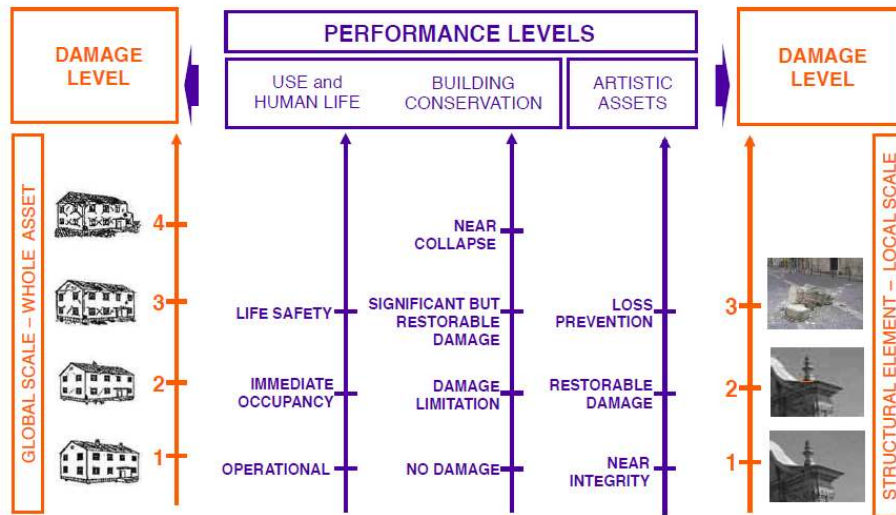 DAMAGE
LEVEL
PERFORMANCE LEVELS
USE and
HUMAN LIFE
BUILDING
CONSERVATION
ARTISTIC
ASSETS
DAMAGE
LEVEL
GLOBAL SCALE – WHOLE ASSET
4
3
2
1
LIFE SAFETY
IMMEDIATE
OCCUPANCY
OPERATIONAL
NEAR
COLLAPSE
SIGNIFICANT BUT
RESTORABLE
DAMAGE
DAMAGE
LIMITATION
NO DAMAGE
LOSS
PREVENTION
RESTORABLE
DAMAGE
NEAR
INTEGRITY
3
2
1
STRUCTURAL ELEMENT – LOCAL SCALE